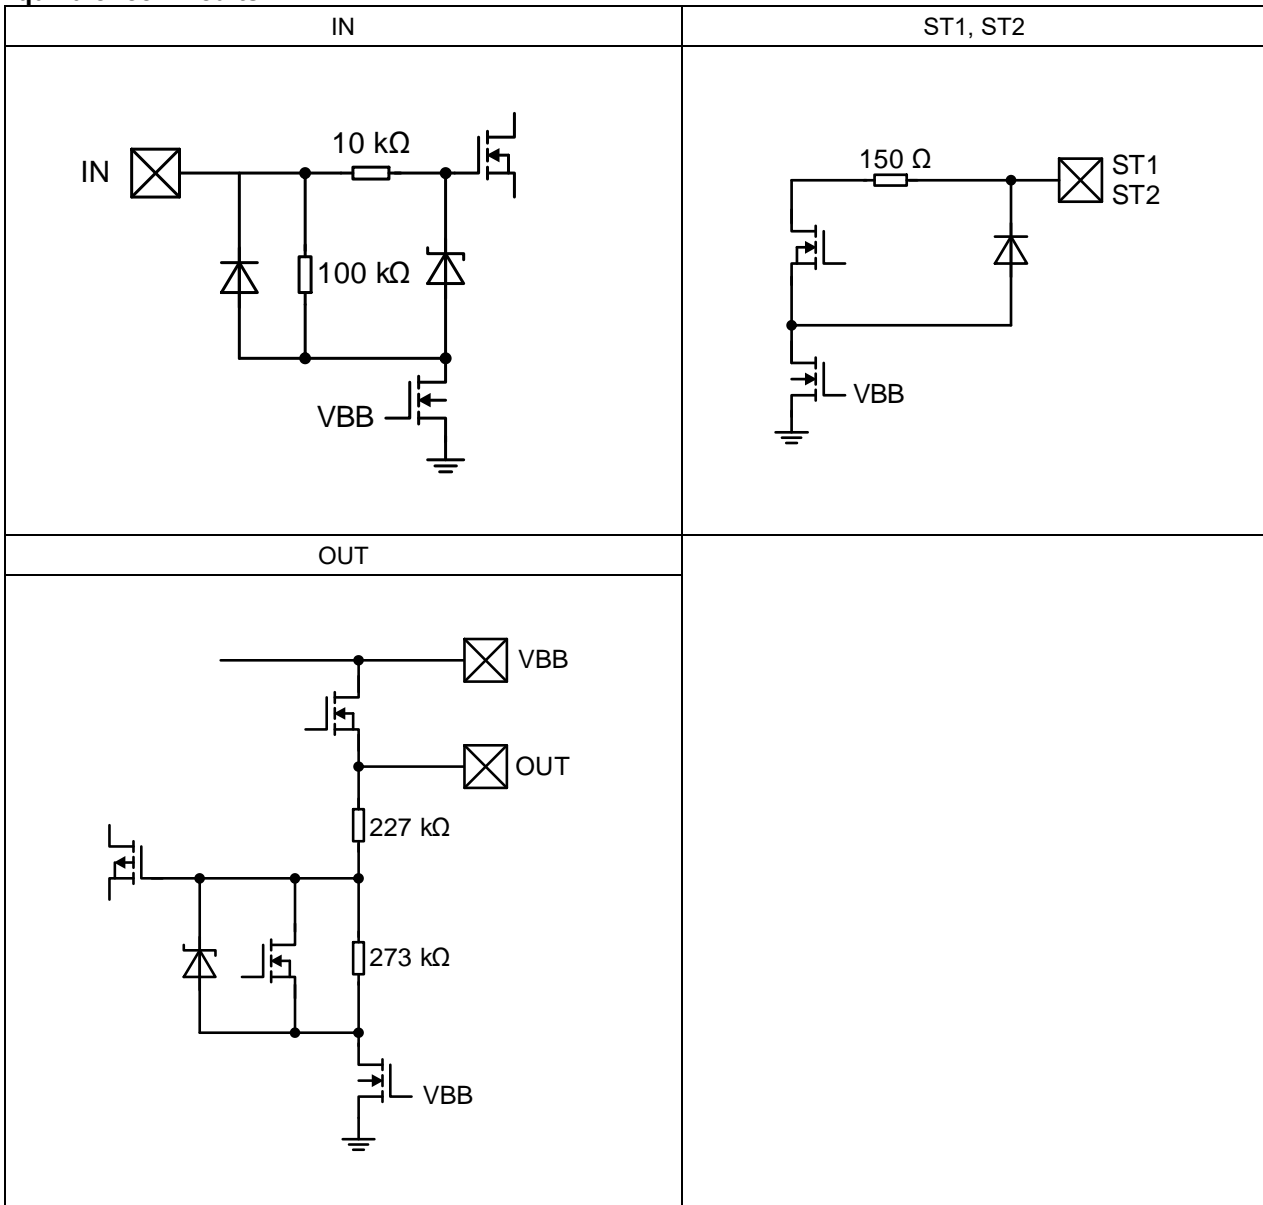 IN
ST1, ST2
IN
10 kΩ
100 kΩ
VBB
150 Ω
ST1
ST2
VBB
OUT
VBB
OUT
227 kΩ
273 kΩ
VBB